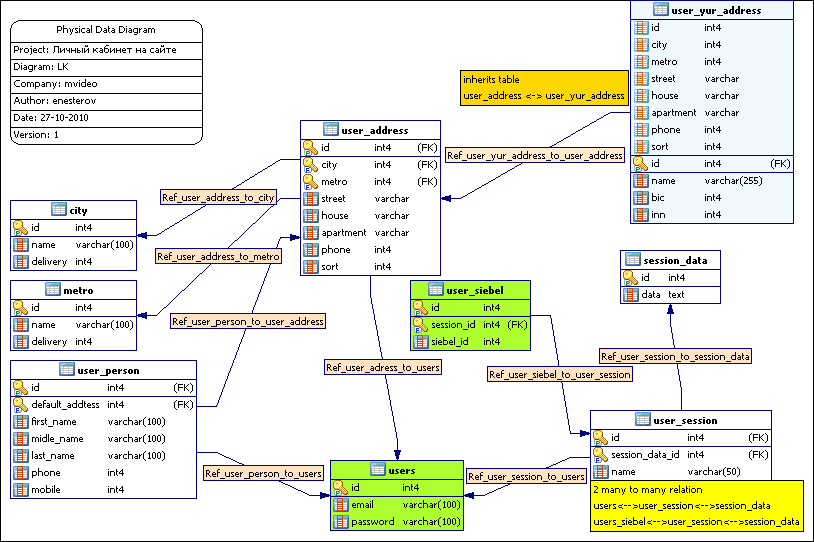 Physical Data Diagram
Project: Личный кабинет на сайте
Diagram: LK
Company: mvideo
Author: enesterov
Date: 27-10-2010
Version: 1
user_yur_address
id int4
city int4
metro int4
street varchar
house varchar
apartment varchar
phone int4
sort int4
id int4 (FK)
name varchar(255)
bic int4
inn int4
inherits table
user_address <-> user_yur_address
user_address
id int4 (FK)
city int4 (FK)
metro int4 (FK)
street varchar
house varchar
apartment varchar
phone int4
sort int4
Ref_user_yur_address_to_user_address
Ref_user_address_to_city
city
id int4
name varchar(100)
delivery int4
Ref_user_address_to_metro
metro
id int4
name varchar(100)
delivery int4
Ref_user_person_to_user_address
user_siebel
id int4
session_id int4 (FK)
siebel_id int4
session_data
id int4
data text
Ref_user_session_to_session_data
Ref_user_adress_to_users
Ref_user_siebel_to_user_session
user_person
id int4 (FK)
default_addtess int4 (FK)
first_name varchar(100)
midle_name varchar(100)
last_name varchar(100)
phone int4
mobile int4
Ref_user_person_to_users
users
id int4
email varchar(100)
password varchar(100)
Ref_user_session_to_users
user_session
id int4 (FK)
session_data_id int4 (FK)
name varchar(50)
2 many to many relation
users<-->user_session<-->session_data
users_siebel<-->user_session<-->session_data